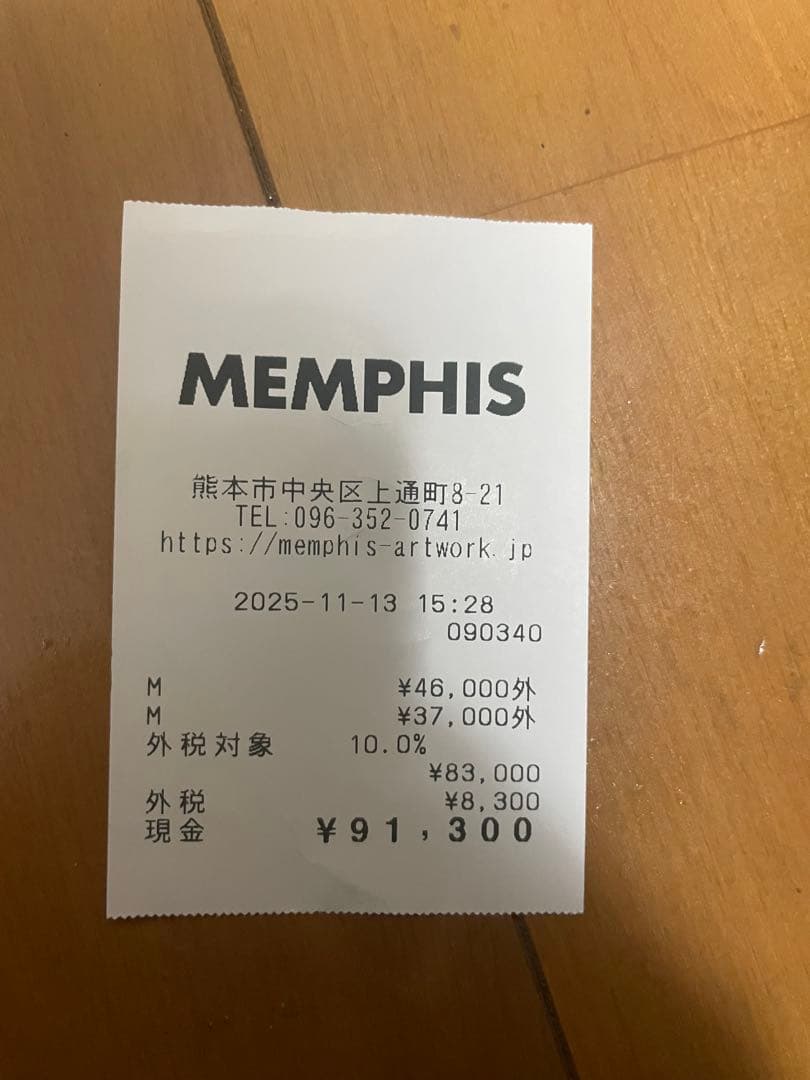 MEMPHIS
熊本市中央区上通町8-21
TEL:096-352-0741
https://memphis-artwork.jp
2025-11-13 15:28
090340
M ¥46,000外
M ¥37,000外
外税対象 10.0%
¥83,000
外税 ¥8,300
現金 ¥91,300